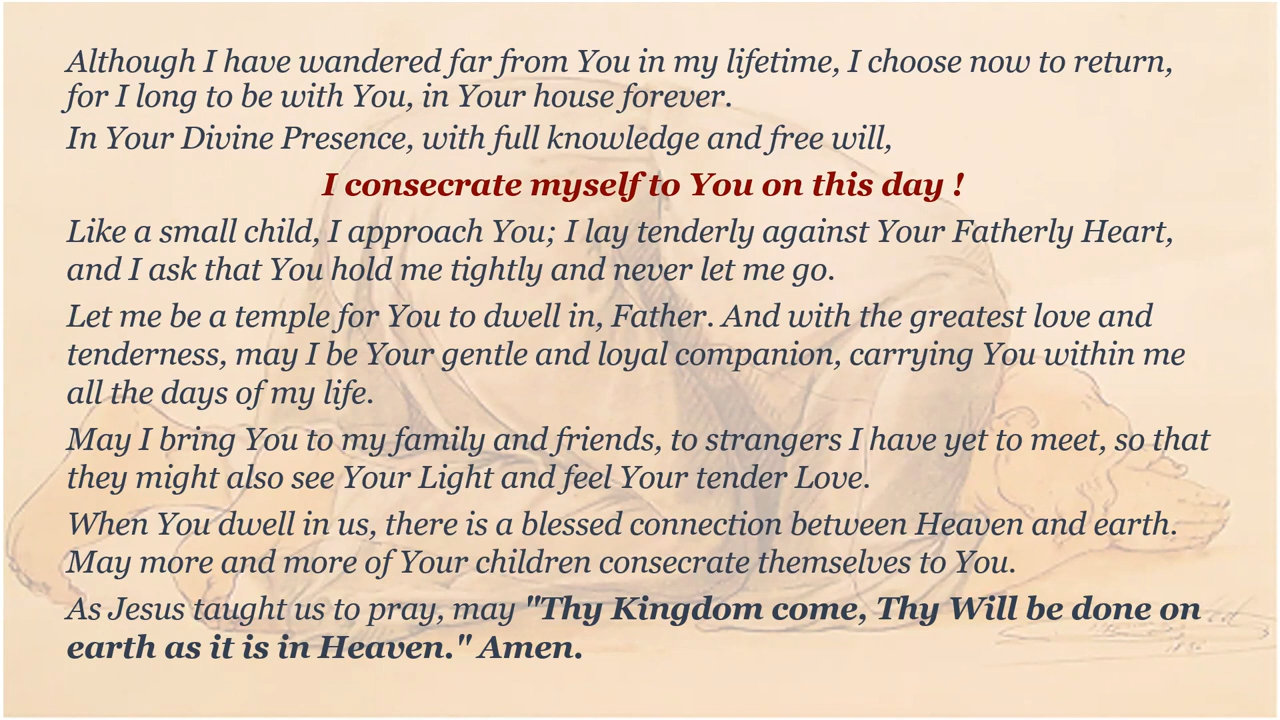 Although I have wandered far from You in my lifetime, I choose now to return,
for I long to be with You, in Your house forever.
In Your Divine Presence, with full knowledge and free will,
I consecrate myself to You on this day !
Like a small child, I approach You; I lay tenderly against Your Fatherly Heart,
and I ask that You hold me tightly and never let me go.
Let me be a temple for You to dwell in, Father. And with the greatest love and
tenderness, may I be Your gentle and loyal companion, carrying You within me
all the days of my life.
May I bring You to my family and friends, to strangers I have yet to meet, so that
they might also see Your Light and feel Your tender Love.
When You dwell in us, there is a blessed connection between Heaven and earth.
May more and more of Your children consecrate themselves to You.
As Jesus taught us to pray, may "Thy Kingdom come, Thy Will be done on
earth as it is in Heaven." Amen.